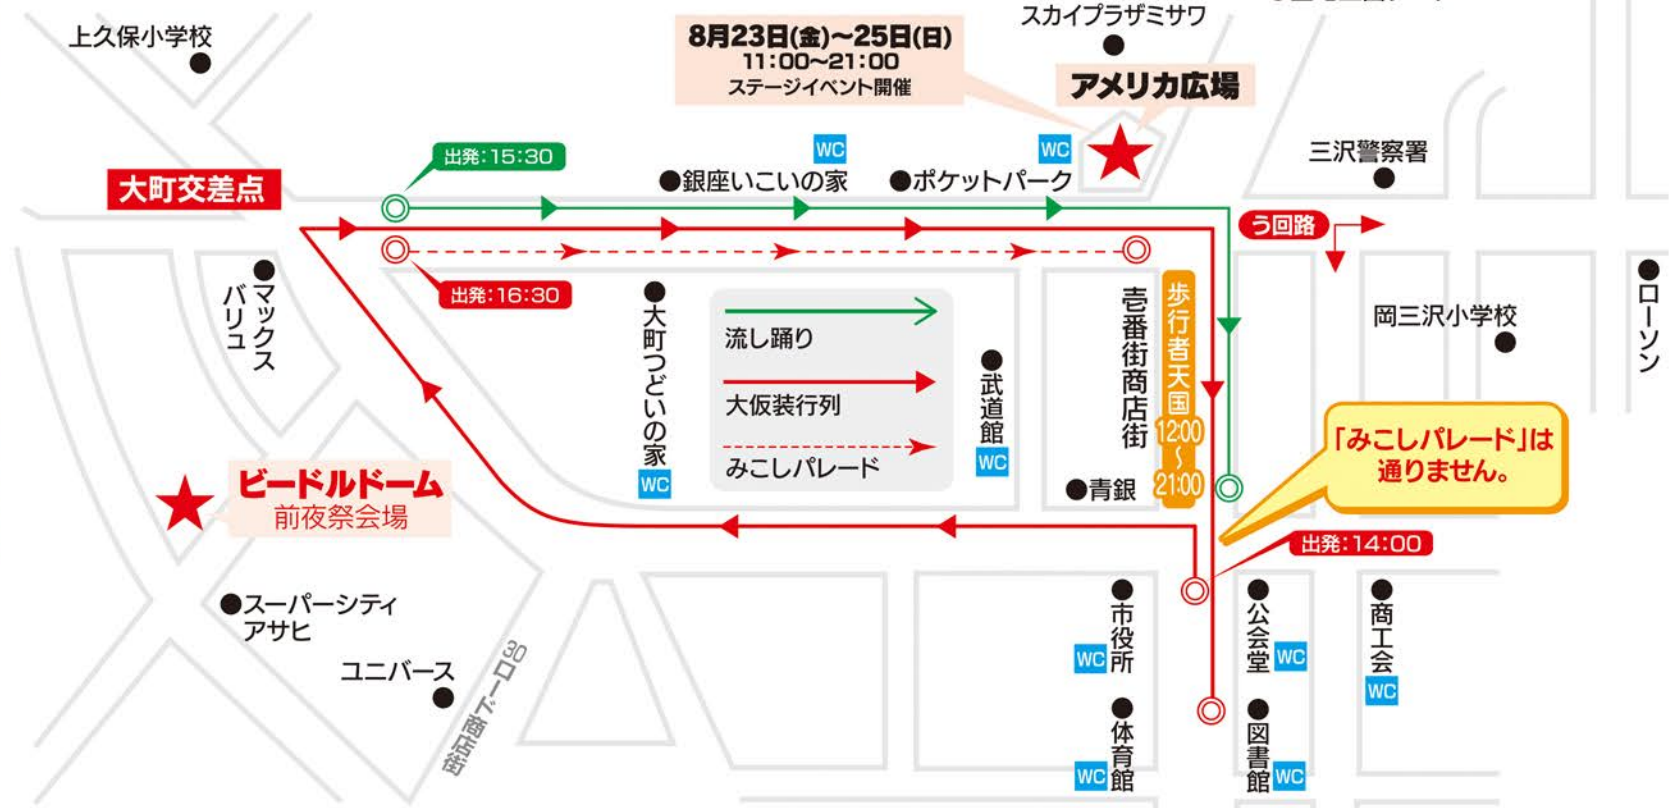 スカイプラザミサワ
上久保小学校
8月23日(金)〜25日(日)
11:00〜21:00
ステージイベント開催
アメリカ広場
出発:15:30
WC
WC
三沢警察署
大町交差点
●銀座いこいの家
●ポケットパーク
う回路
出発:16:30
マックス
バリュ
大町つどいの家
WC
流し踊り
大仮装行列
みこしパレード
武道館
WC
壱番街商店街
歩行者天国
12:00
〜
21:00
●青銀
岡三沢小学校
ローソン
「みこしパレード」は
通りません。
ビードルドーム
前夜祭会場
出発:14:00
●スーパーシティ
アサヒ
ユニバース
30ロード商店街
市役所
WC
公会堂
WC
商工会
WC
体育館
WC
図書館
WC